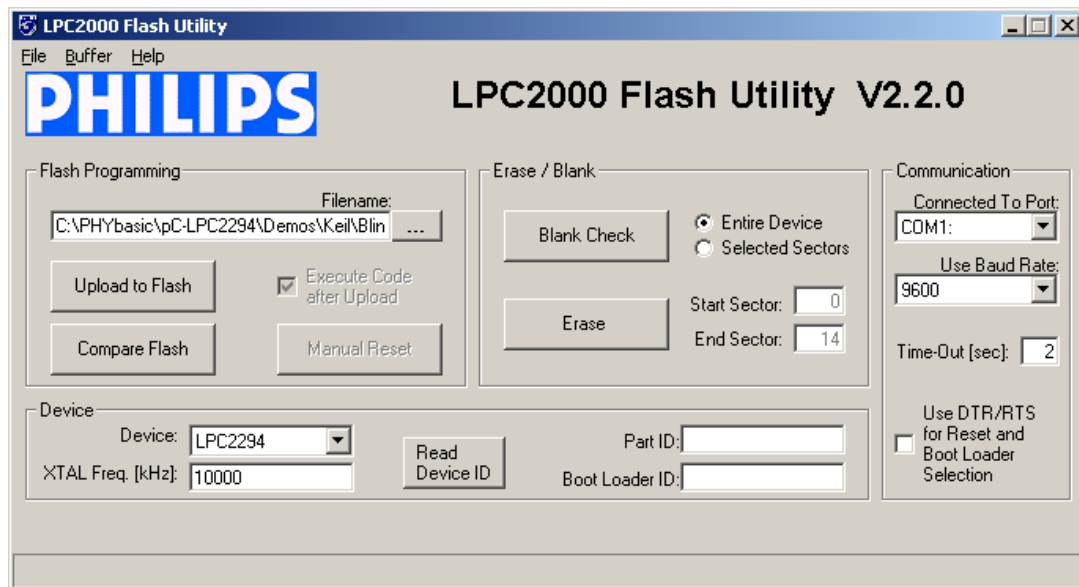 LPC2000 Flash Utility
File Buffer Help
PHILIPS
LPC2000 Flash Utility V2.2.0
Flash Programming
Filename:
C:\PHYbasic\pC-LPC2294\Demos\Keil\Blin
...
Upload to Flash
Execute Code
after Upload
Compare Flash
Manual Reset
Erase / Blank
Blank Check
Entire Device
Selected Sectors
Erase
Start Sector: 0
End Sector: 14
Communication
Connected To Port:
COM1:
Use Baud Rate:
9600
Time-Out [sec]: 2
Use DTR/RTS
for Reset and
Boot Loader
Selection
Device
Device: LPC2294
XTAL Freq. [kHz]: 10000
Read
Device ID
Part ID:
Boot Loader ID: